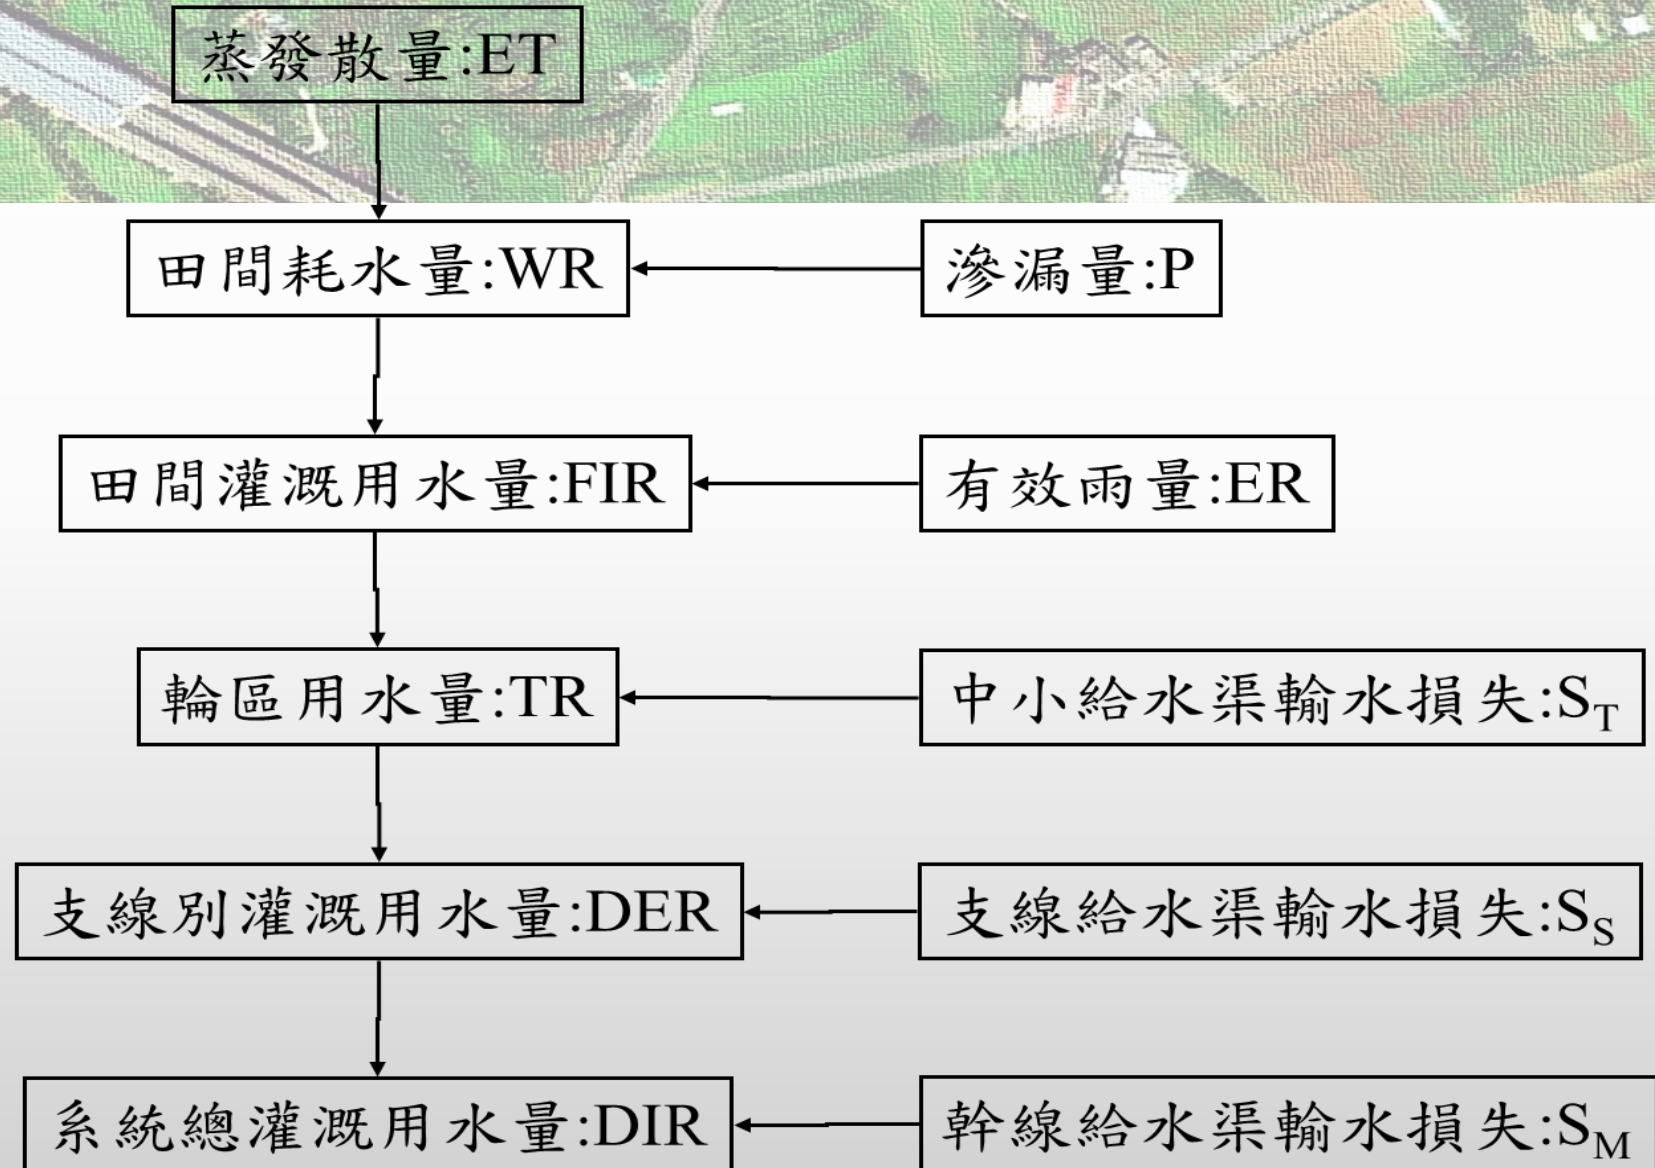 蒸發散量:ET
田間耗水量:WR
滲漏量:P
田間灌溉用水量:FIR
有效雨量:ER
輪區用水量:TR
中小給水渠輸水損失:S_T
支線別灌溉用水量:DER
支線給水渠輸水損失:S_S
系統總灌溉用水量:DIR
幹線給水渠輸水損失:S_M